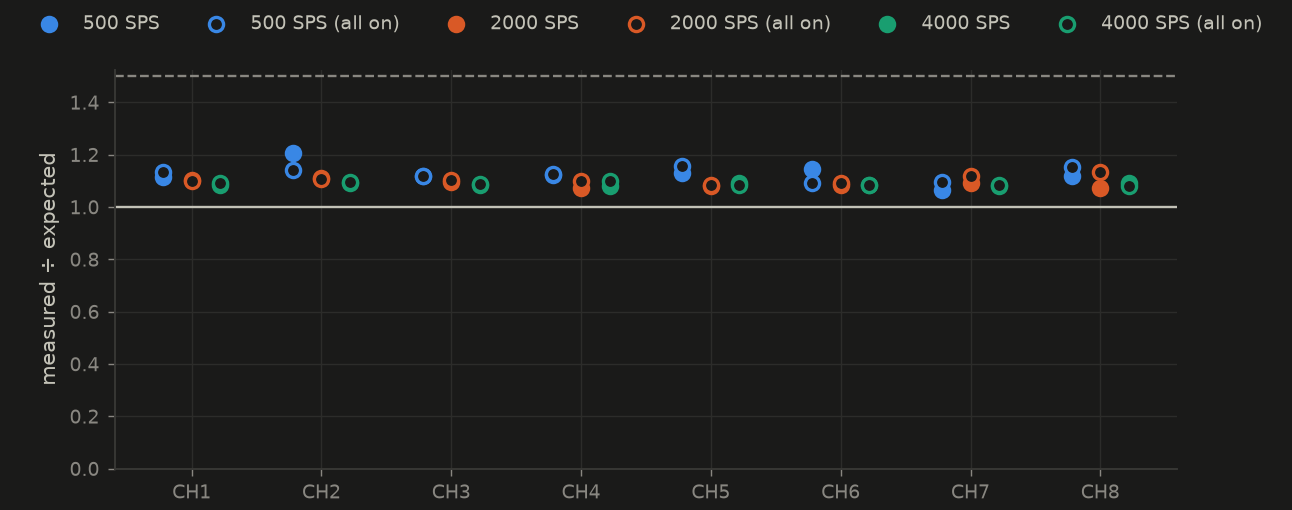 500 SPS 500 SPS (all on) 2000 SPS 2000 SPS (all on) 4000 SPS 4000 SPS (all on)
measured ÷ expected
1.4
1.2
1.0
0.8
0.6
0.4
0.2
0.0
CH1 CH2 CH3 CH4 CH5 CH6 CH7 CH8